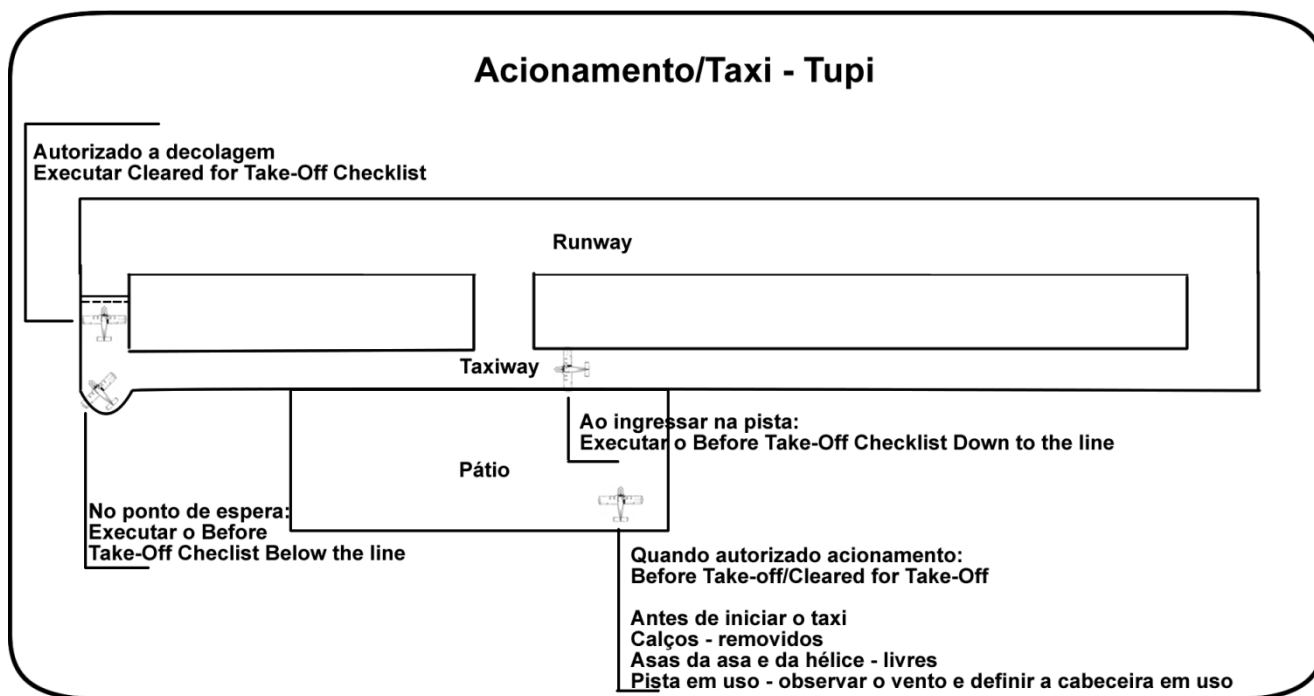 Acionamento/Taxi - Tupi
Autorizado a decolagem
Executar Cleared for Take-Off Checklist
Runway
Taxiway
Ao ingressar na pista:
Executar o Before Take-Off Checklist Down to the line
Pátio
No ponto de espera:
Executar o Before
Take-Off Checlist Below the line
Quando autorizado acionamento:
Before Take-off/Cleared for Take-Off
Antes de iniciar o taxi
Calços - removidos
Asas da asa e da hélice - livres
Pista em uso - observar o vento e definir a cabeceira em uso